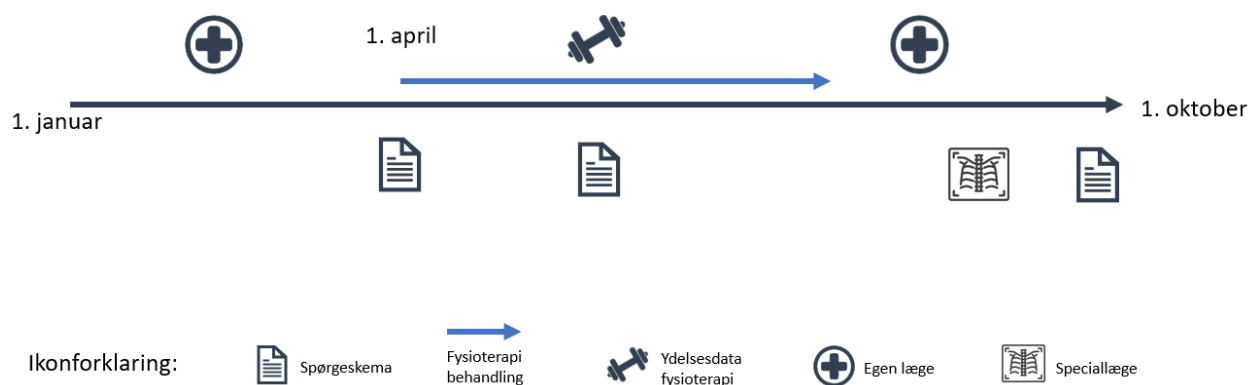 1. april
1. januar
1. oktober
Ikonforklaring:
Spørgeskema
Fysioterapi
behandling
Ydelsesdata
fysioterapi
Egen læge
Speciallæge